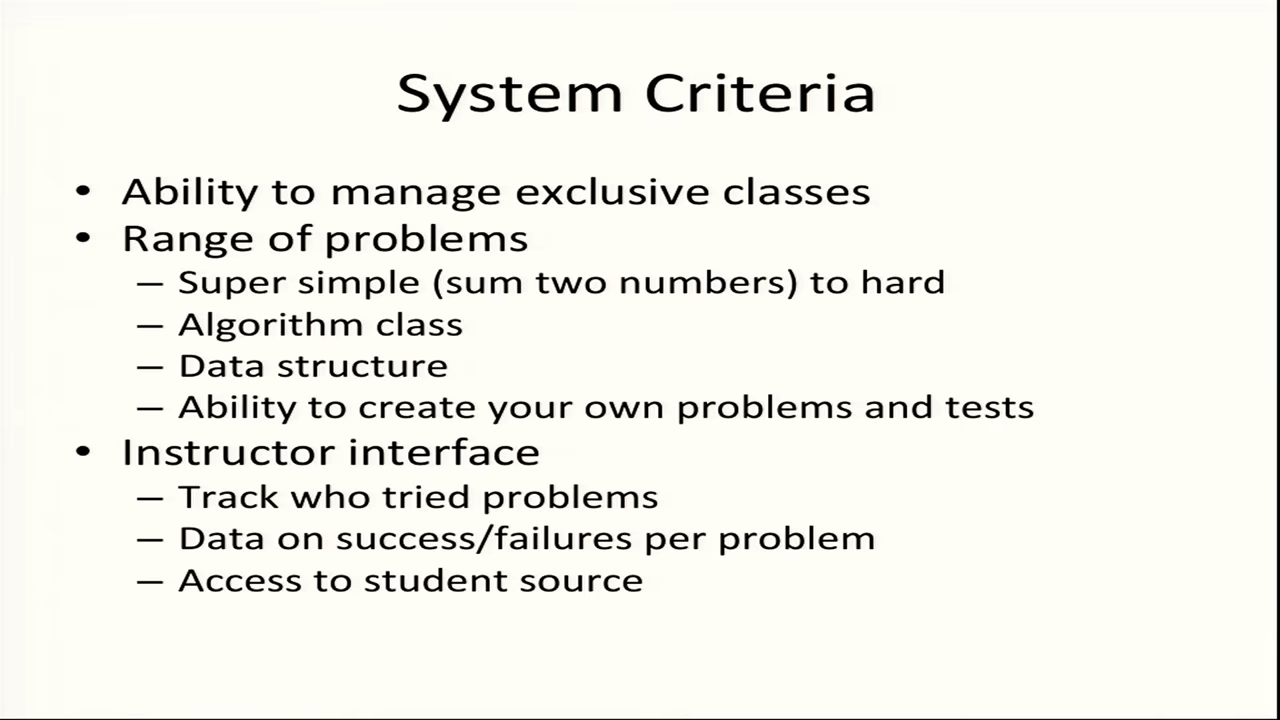 System Criteria
• Ability to manage exclusive classes
• Range of problems
– Super simple (sum two numbers) to hard
– Algorithm class
– Data structure
– Ability to create your own problems and tests
• Instructor interface
– Track who tried problems
– Data on success/failures per problem
– Access to student source